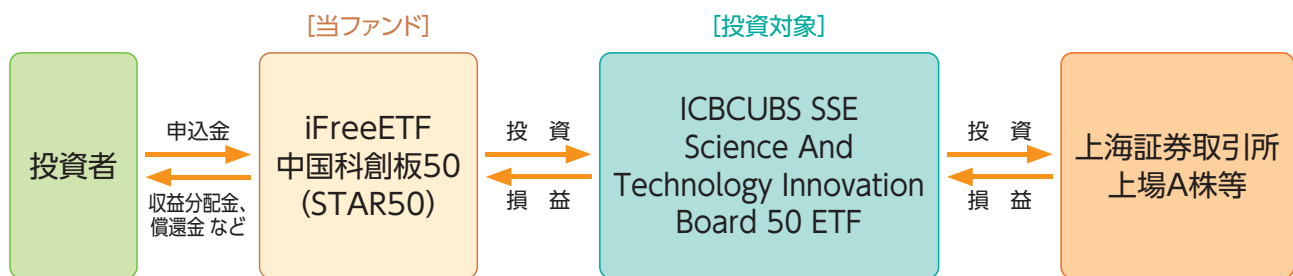 [当ファンド]
[投資対象]
投資者
申込金
収益分配金、
償還金 など
iFreeETF
中国科創板50
(STAR50)
投 資
損 益
ICBCUBS SSE
Science And
Technology Innovation
Board 50 ETF
投 資
損 益
上海証券取引所
上場A株等